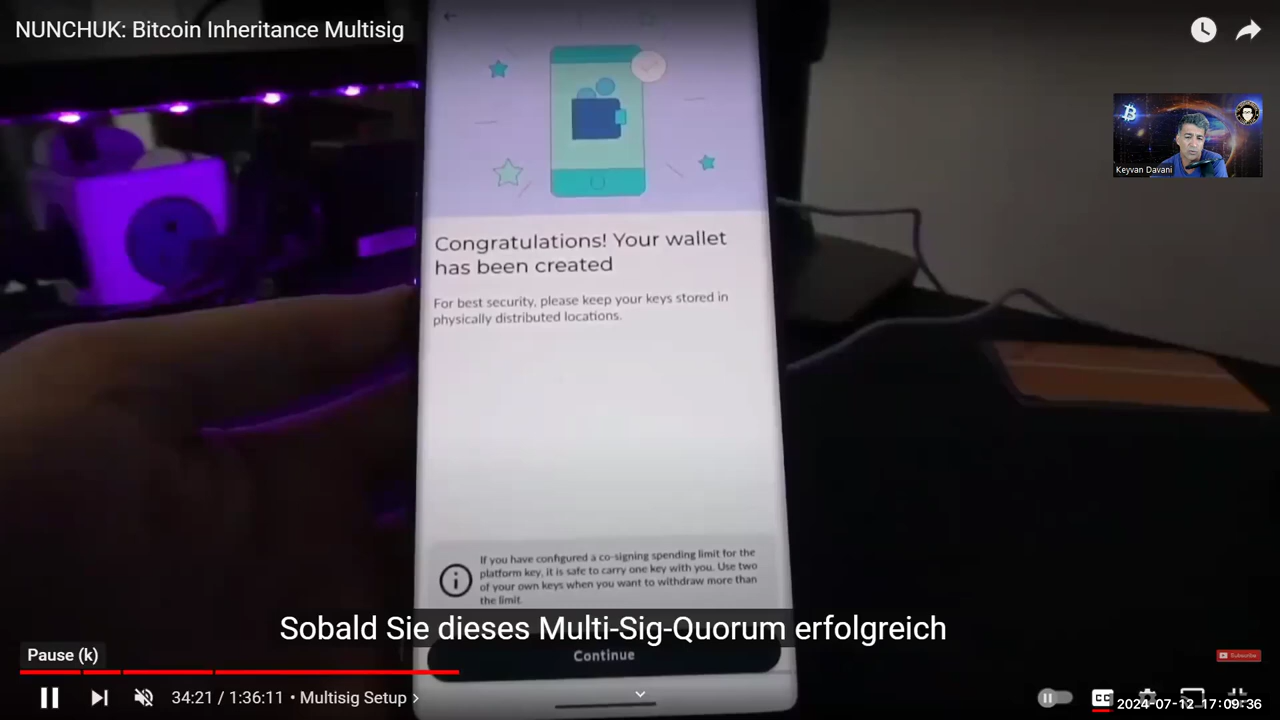 NUNCHUK: Bitcoin Inheritance Multisig
Keyvan Davani
Congratulations! Your wallet
has been created
For best security, please keep your keys stored in
physically distributed locations.
If you have configured a co-signing spending limit for the
platform key, it is safe to carry one key with you. Use two
of your own keys when you want to withdraw more than
the limit.
Sobald Sie dieses Multi-Sig-Quorum erfolgreich
Continue
Pause (k)
Subscribe
34:21 / 1:36:11 • Multisig Setup
CC
2024-07-12 17:09:36